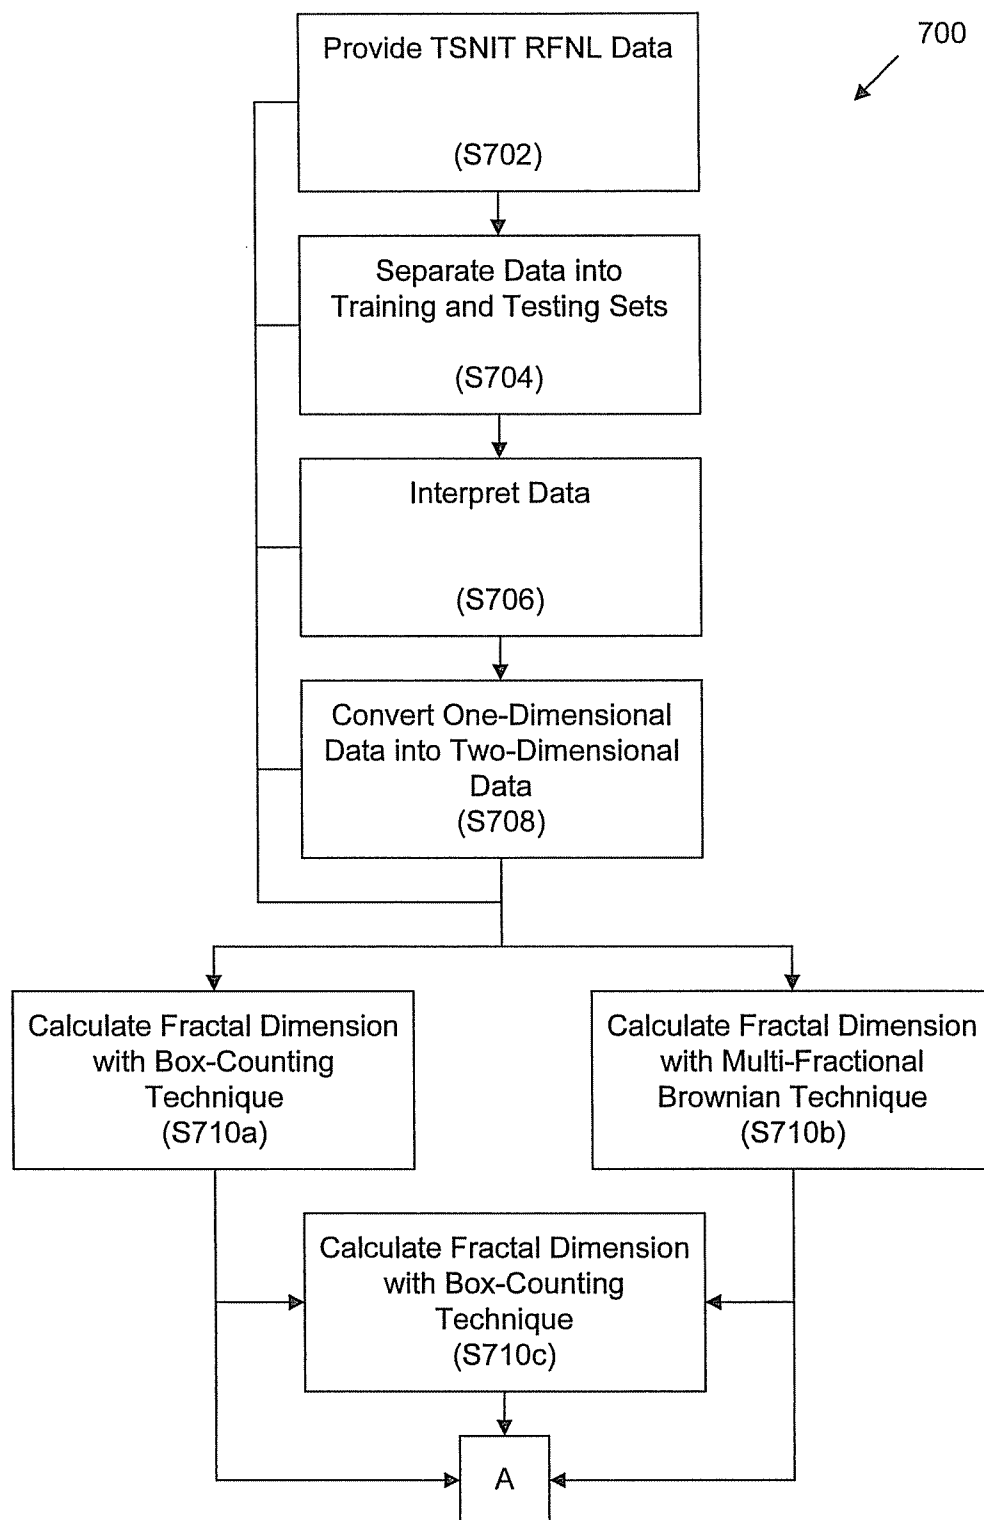 700
Provide TSNIT RFNL Data
(S702)
Separate Data into
Training and Testing Sets
(S704)
Interpret Data
(S706)
Convert One-Dimensional
Data into Two-Dimensional
Data
(S708)
Calculate Fractal Dimension
with Box-Counting
Technique
(S710a)
Calculate Fractal Dimension
with Multi-Fractional
Brownian Technique
(S710b)
Calculate Fractal Dimension
with Box-Counting
Technique
(S710c)
A